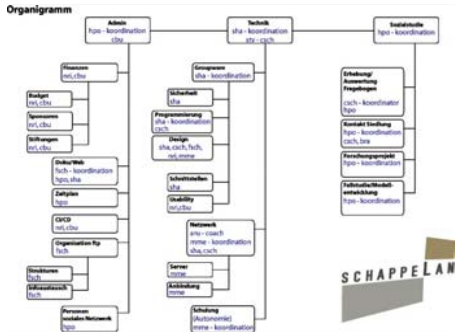 Organigramm
Admin
hpo - koordination
cbu
Technik
sha - koordination
stv - csch
Sozialstudie
hpo - koordination
Finanzen
nri, cbu
Budget
nri, cbu
Sponsoren
nri, cbu
Stiftungen
nri, cbu
Doku/Web
fsch - koordination
hpo, sha
Zeitplan
hpo
CI/CD
nri, cbu
Organisation ftp
fsch
Strukturen
fsch
Infoaustausch
fsch
Personen
soziales Netzwerk
hpo
Groupware
sha - koordination
Sicherheit
sha
Programmierung
sha - koordination
csch
Design
sha, csch, fsch,
nri, mme
Schnittstellen
sha
Usability
nri, cbu
Netzwerk
- coach
mme - koordination
sha, csch
Server
mme
Anbindung
mme
Schulung
(Autonomie)
mme - koordination
Erhebung/
Auswertung
Fragebogen
csch - koordinator
hpo
Kontakt Siedlung
hpo - koordination
csch, bra
Forschungsprojekt
hpo - koordination
Fallstudie/Modell-
entwicklung
hpo - koordination
SCHAPPELAN